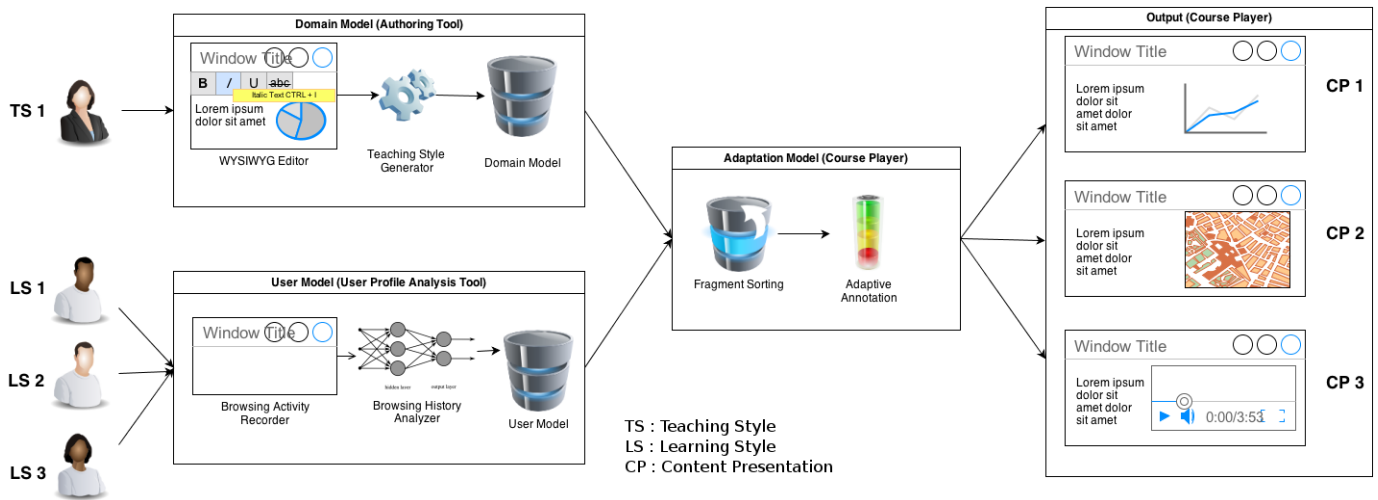 Domain Model (Authoring Tool)
Window Title
B I U abc
Italic Text CTRL + I
Lorem ipsum
dolor sit amet
WYSIWYG Editor
Teaching Style
Generator
Domain Model
TS 1
LS 1
LS 2
LS 3
User Model (User Profile Analysis Tool)
Window Title
hidden layer
output layer
Browsing Activity
Recorder
Browsing History
Analyzer
User Model
TS : Teaching Style
LS : Learning Style
CP : Content Presentation
Adaptation Model (Course Player)
Fragment Sorting
Adaptive
Annotation
Output (Course Player)
Window Title
Lorem ipsum
dolor sit
amet dolor
sit amet
CP 1
Window Title
Lorem ipsum
dolor sit
amet dolor
sit amet
CP 2
Window Title
Lorem ipsum
dolor sit
amet dolor
sit amet
0:00/3:53
CP 3